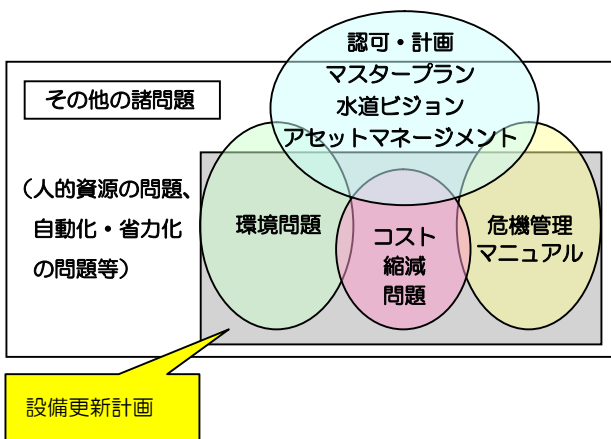 認可・計画
マスタープラン
水道ビジョン
アセットマネージメント
その他の諸問題
（人的資源の問題、
自動化・省力化
の問題等）
環境問題
コスト
縮減
問題
危機管理
マニュアル
設備更新計画